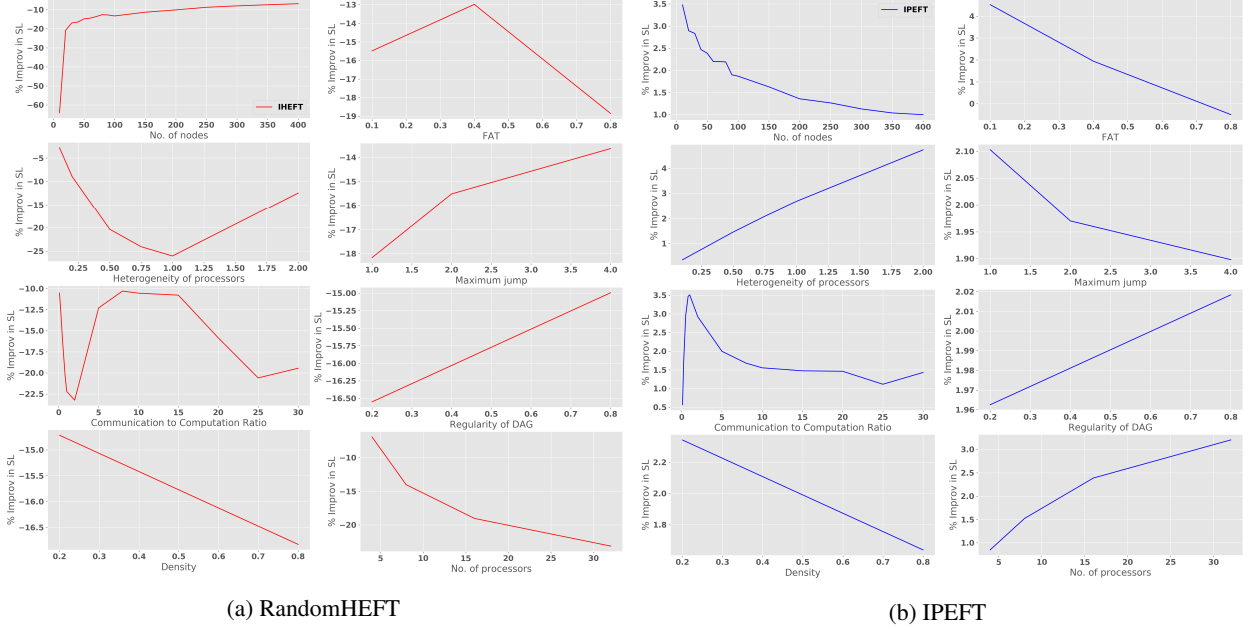 % Improv in SL
−10
−20
−30
−40
−50
−60
IHEFT
0 50 100 150 200 250 300 350 400
No. of nodes
% Improv in SL
−13
−14
−15
−16
−17
−18
−19
0.1 0.2 0.3 0.4 0.5 0.6 0.7 0.8
FAT
% Improv in SL
−5
−10
−15
−20
−25
0.25 0.50 0.75 1.00 1.25 1.50 1.75 2.00
Heterogeneity of processors
% Improv in SL
−14
−15
−16
−17
−18
1.0 1.5 2.0 2.5 3.0 3.5 4.0
Maximum jump
% Improv in SL
−10.0
−12.5
−15.0
−17.5
−20.0
−22.5
0 5 10 15 20 25 30
Communication to Computation Ratio
% Improv in SL
−15.00
−15.25
−15.50
−15.75
−16.00
−16.25
−16.50
0.2 0.3 0.4 0.5 0.6 0.7 0.8
Regularity of DAG
% Improv in SL
−15.0
−15.5
−16.0
−16.5
0.2 0.3 0.4 0.5 0.6 0.7 0.8
Density
% Improv in SL
−10
−15
−20
5 10 15 20 25 30
No. of processors
(a) RandomHEFT
% Improv in SL
3.5
3.0
2.5
2.0
1.5
1.0
IPEFT
0 50 100 150 200 250 300 350 400
No. of nodes
% Improv in SL
4
3
2
1
0
0.1 0.2 0.3 0.4 0.5 0.6 0.7 0.8
FAT
% Improv in SL
4
3
2
1
0.25 0.50 0.75 1.00 1.25 1.50 1.75 2.00
Heterogeneity of processors
% Improv in SL
2.10
2.05
2.00
1.95
1.90
1.0 1.5 2.0 2.5 3.0 3.5 4.0
Maximum jump
% Improv in SL
3.5
3.0
2.5
2.0
1.5
1.0
0.5
0 5 10 15 20 25 30
Communication to Computation Ratio
% Improv in SL
2.02
2.01
2.00
1.99
1.98
1.97
1.96
0.2 0.3 0.4 0.5 0.6 0.7 0.8
Regularity of DAG
% Improv in SL
2.2
2.0
1.8
0.2 0.3 0.4 0.5 0.6 0.7 0.8
Density
% Improv in SL
3.0
2.5
2.0
1.5
1.0
5 10 15 20 25 30
No. of processors
(b) IPEFT